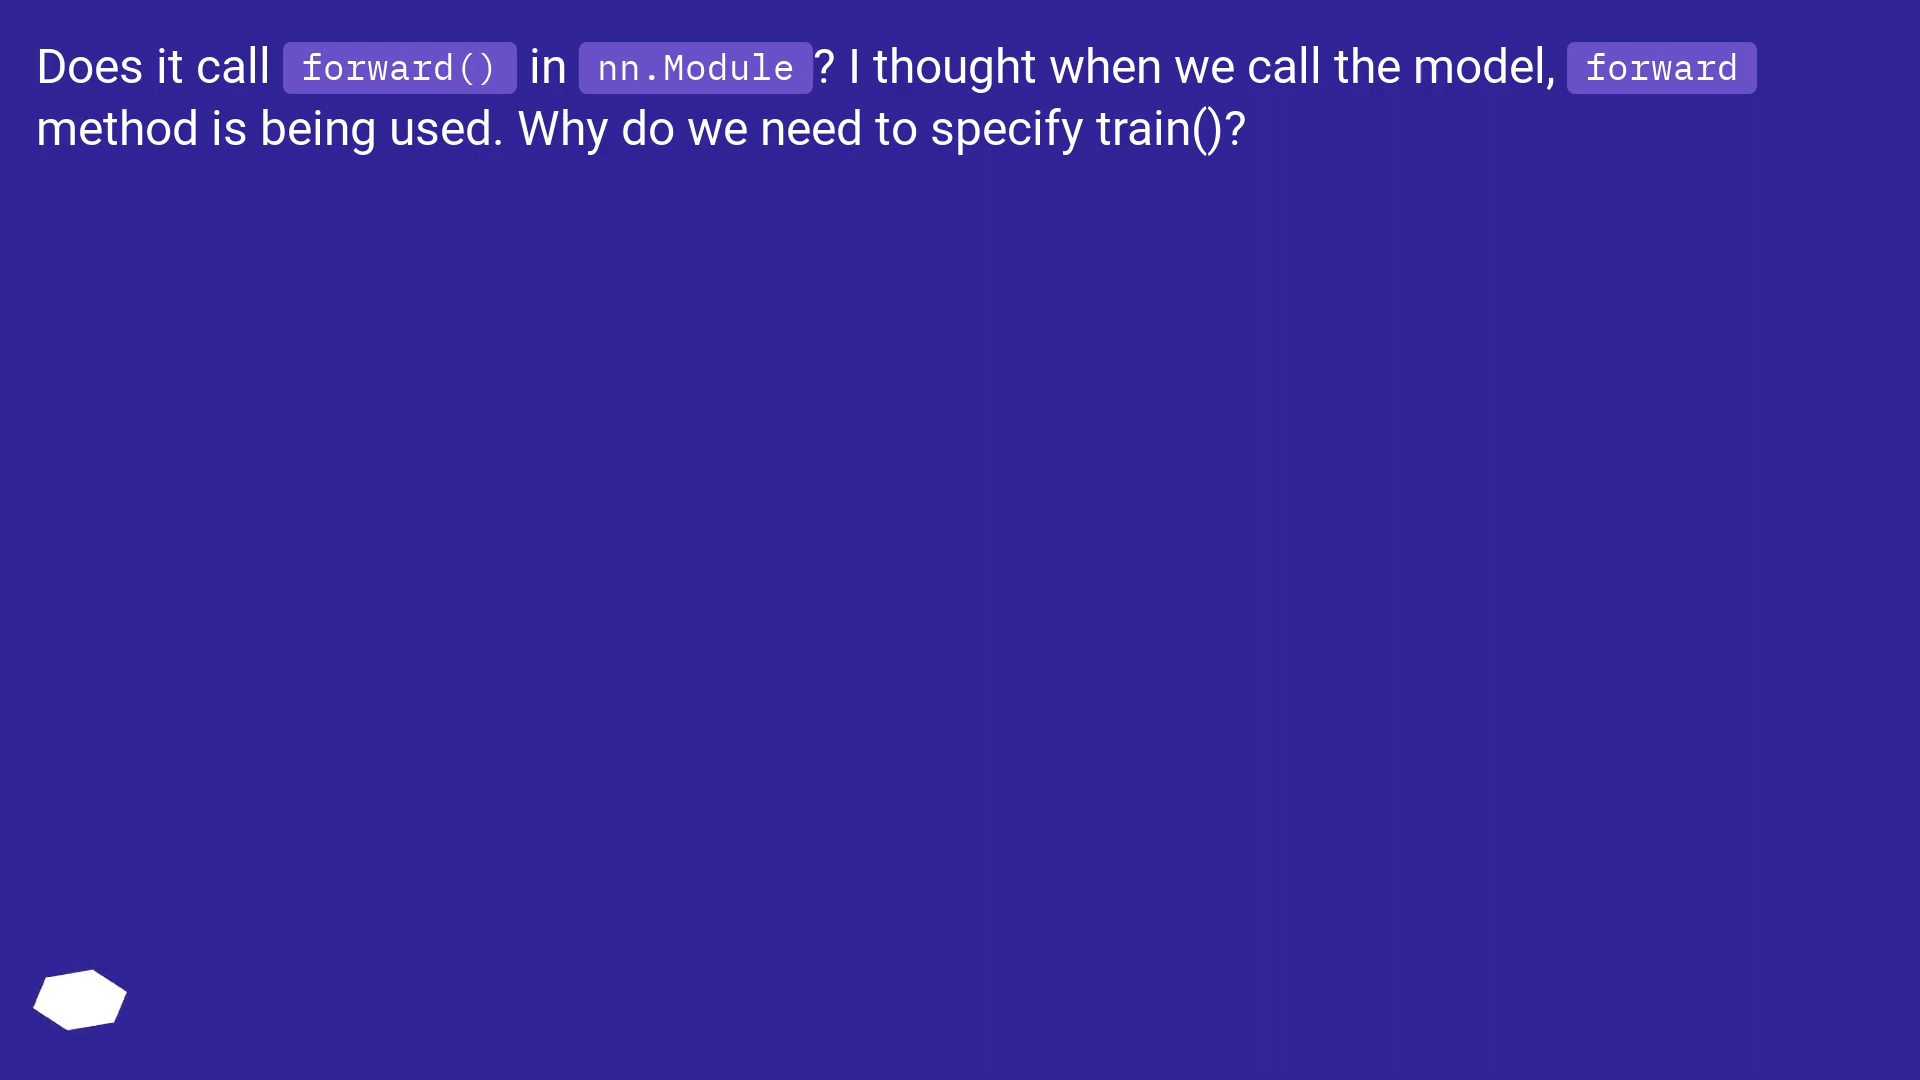 Does it call forward() in nn.Module? I thought when we call the model, forward
method is being used. Why do we need to specify train()?